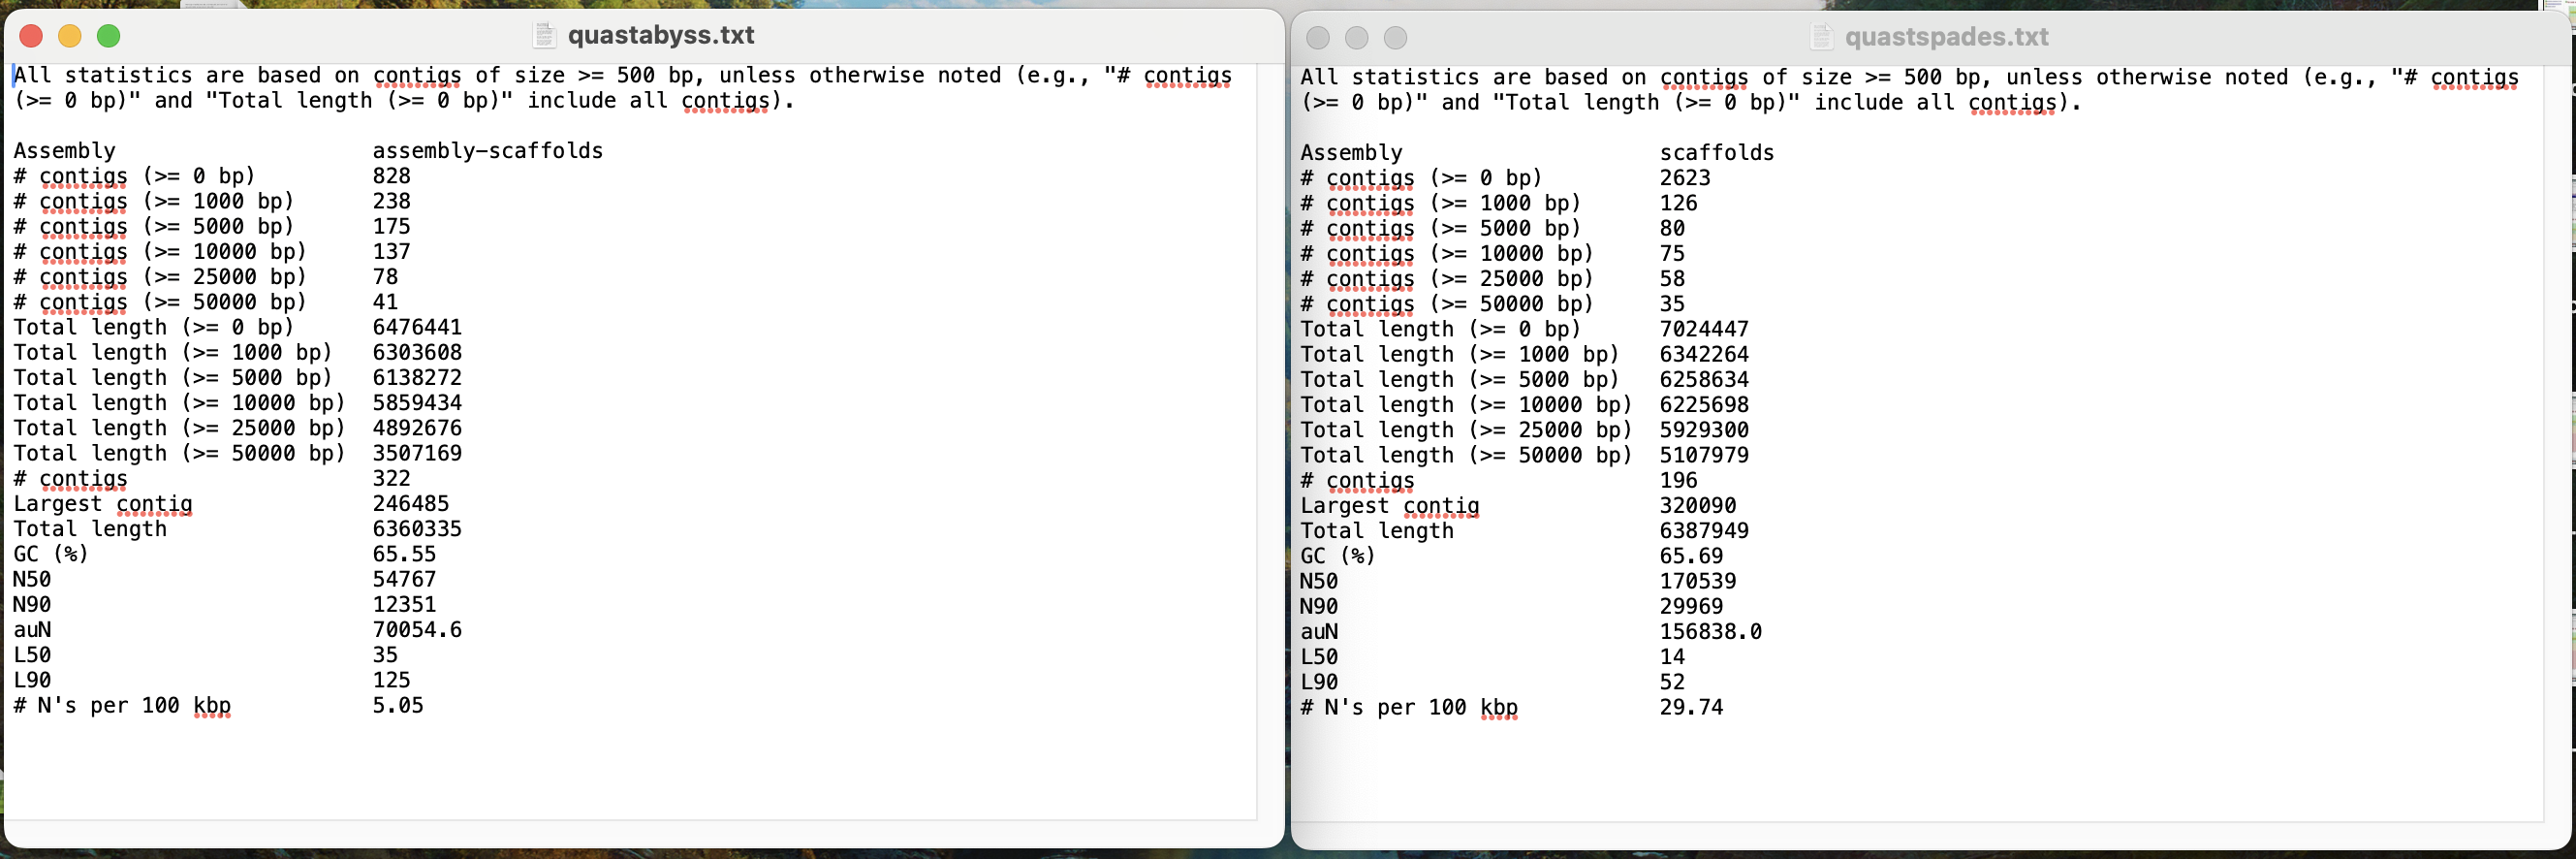 quastabyss.txt
All statistics are based on contigs of size >= 500 bp, unless otherwise noted (e.g., "# contigs
(>= 0 bp)" and "Total length (>= 0 bp)" include all contigs).
Assembly assembly-scaffolds
# contigs (>= 0 bp) 828
# contigs (>= 1000 bp) 238
# contigs (>= 5000 bp) 175
# contigs (>= 10000 bp) 137
# contigs (>= 25000 bp) 78
# contigs (>= 50000 bp) 41
Total length (>= 0 bp) 6476441
Total length (>= 1000 bp) 6303608
Total length (>= 5000 bp) 6138272
Total length (>= 10000 bp) 5859434
Total length (>= 25000 bp) 4892676
Total length (>= 50000 bp) 3507169
# contigs 322
Largest contig 246485
Total length 6360335
GC (%) 65.55
N50 54767
N90 12351
auN 70054.6
L50 35
L90 125
# N's per 100 kbp 5.05
quastspades.txt
All statistics are based on contigs of size >= 500 bp, unless otherwise noted (e.g., "# contigs
(>= 0 bp)" and "Total length (>= 0 bp)" include all contigs).
Assembly scaffolds
# contigs (>= 0 bp) 2623
# contigs (>= 1000 bp) 126
# contigs (>= 5000 bp) 80
# contigs (>= 10000 bp) 75
# contigs (>= 25000 bp) 58
# contigs (>= 50000 bp) 35
Total length (>= 0 bp) 7024447
Total length (>= 1000 bp) 6342264
Total length (>= 5000 bp) 6258634
Total length (>= 10000 bp) 6225698
Total length (>= 25000 bp) 5929300
Total length (>= 50000 bp) 5107979
# contigs 196
Largest contig 320090
Total length 6387949
GC (%) 65.69
N50 170539
N90 29969
auN 156838.0
L50 14
L90 52
# N's per 100 kbp 29.74